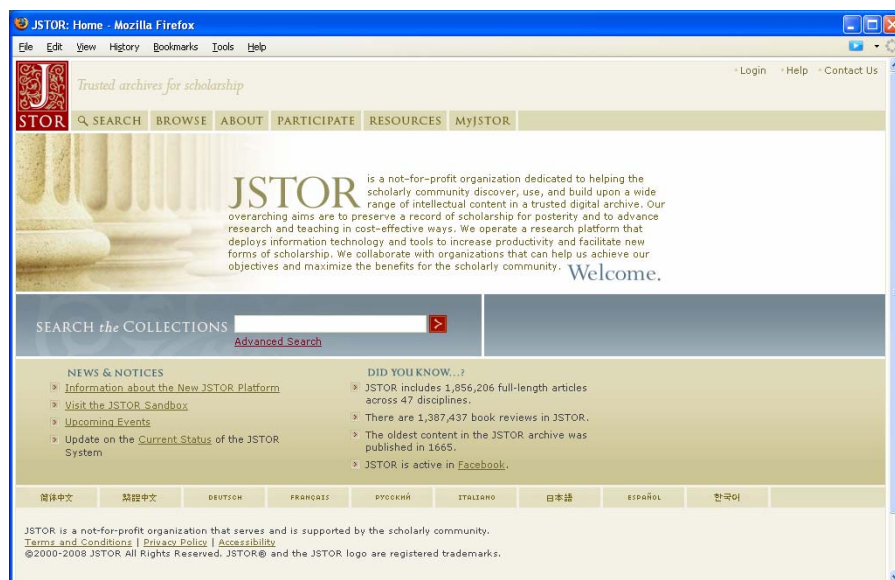 JSTOR: Home - Mozilla Firefox
File Edit View History Bookmarks Tools Help
Login Help Contact Us
JSTOR
Trusted archives for scholarship
SEARCH BROWSE ABOUT PARTICIPATE RESOURCES MyJSTOR
JSTOR is a not-for-profit organization dedicated to helping the
scholarly community discover, use, and build upon a wide
range of intellectual content in a trusted digital archive. Our
overarching aims are to preserve a record of scholarship for posterity and to advance
research and teaching in cost-effective ways. We operate a research platform that
deploys information technology and tools to increase productivity and facilitate new
forms of scholarship. We collaborate with organizations that can help us achieve our
objectives and maximize the benefits for the scholarly community. Welcome.
SEARCH the COLLECTIONS
Advanced Search
NEWS & NOTICES
Information about the New JSTOR Platform
Visit the JSTOR Sandbox
Upcoming Events
Update on the Current Status of the JSTOR
System
DID YOU KNOW...?
JSTOR includes 1,856,206 full-length articles
across 47 disciplines.
There are 1,387,437 book reviews in JSTOR.
The oldest content in the JSTOR archive was
published in 1665.
JSTOR is active in Facebook.
简体中文 繁體中文 DEUTSCH FRANÇAIS РУССКИЙ ITALIANO 日本語 ESPAÑOL 한국어
JSTOR is a not-for-profit organization that serves and is supported by the scholarly community.
Terms and Conditions | Privacy Policy | Accessibility
©2000-2008 JSTOR All Rights Reserved. JSTOR® and the JSTOR logo are registered trademarks.